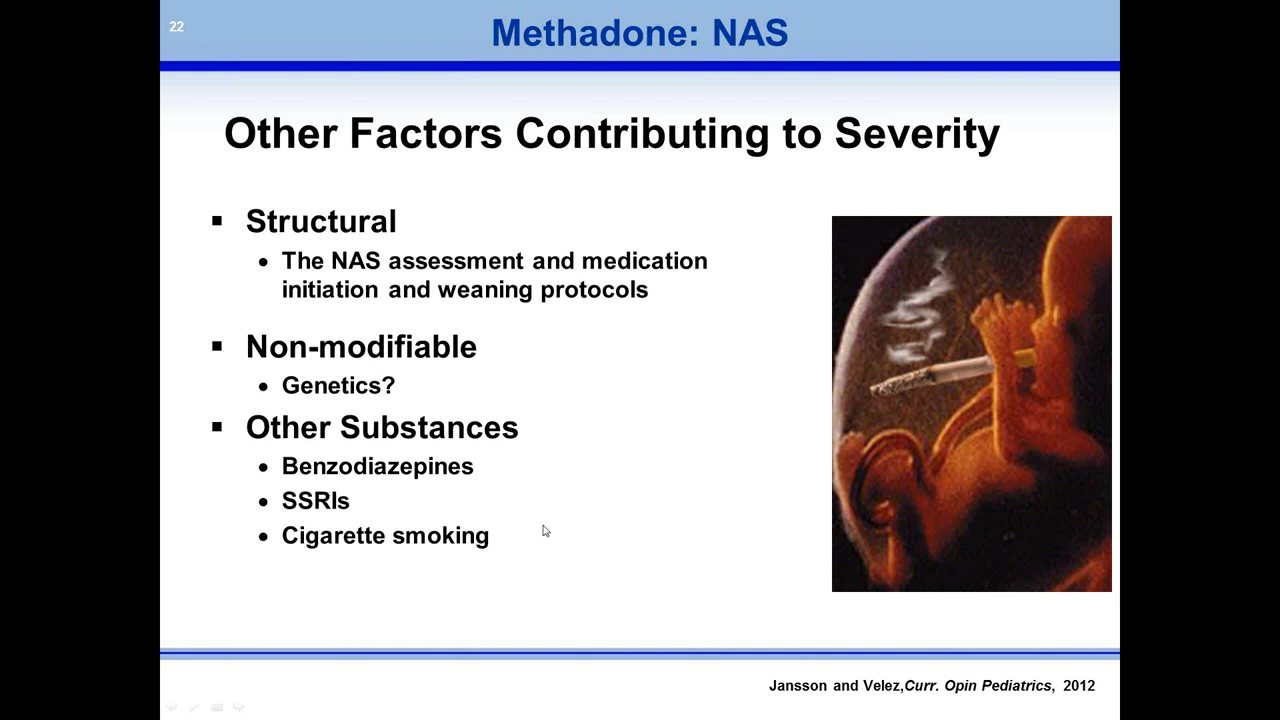 22
Methadone: NAS
Other Factors Contributing to Severity
▪ Structural
• The NAS assessment and medication
initiation and weaning protocols
▪ Non-modifiable
• Genetics?
▪ Other Substances
• Benzodiazepines
• SSRIs
• Cigarette smoking
Jansson and Velez,Curr. Opin Pediatrics, 2012